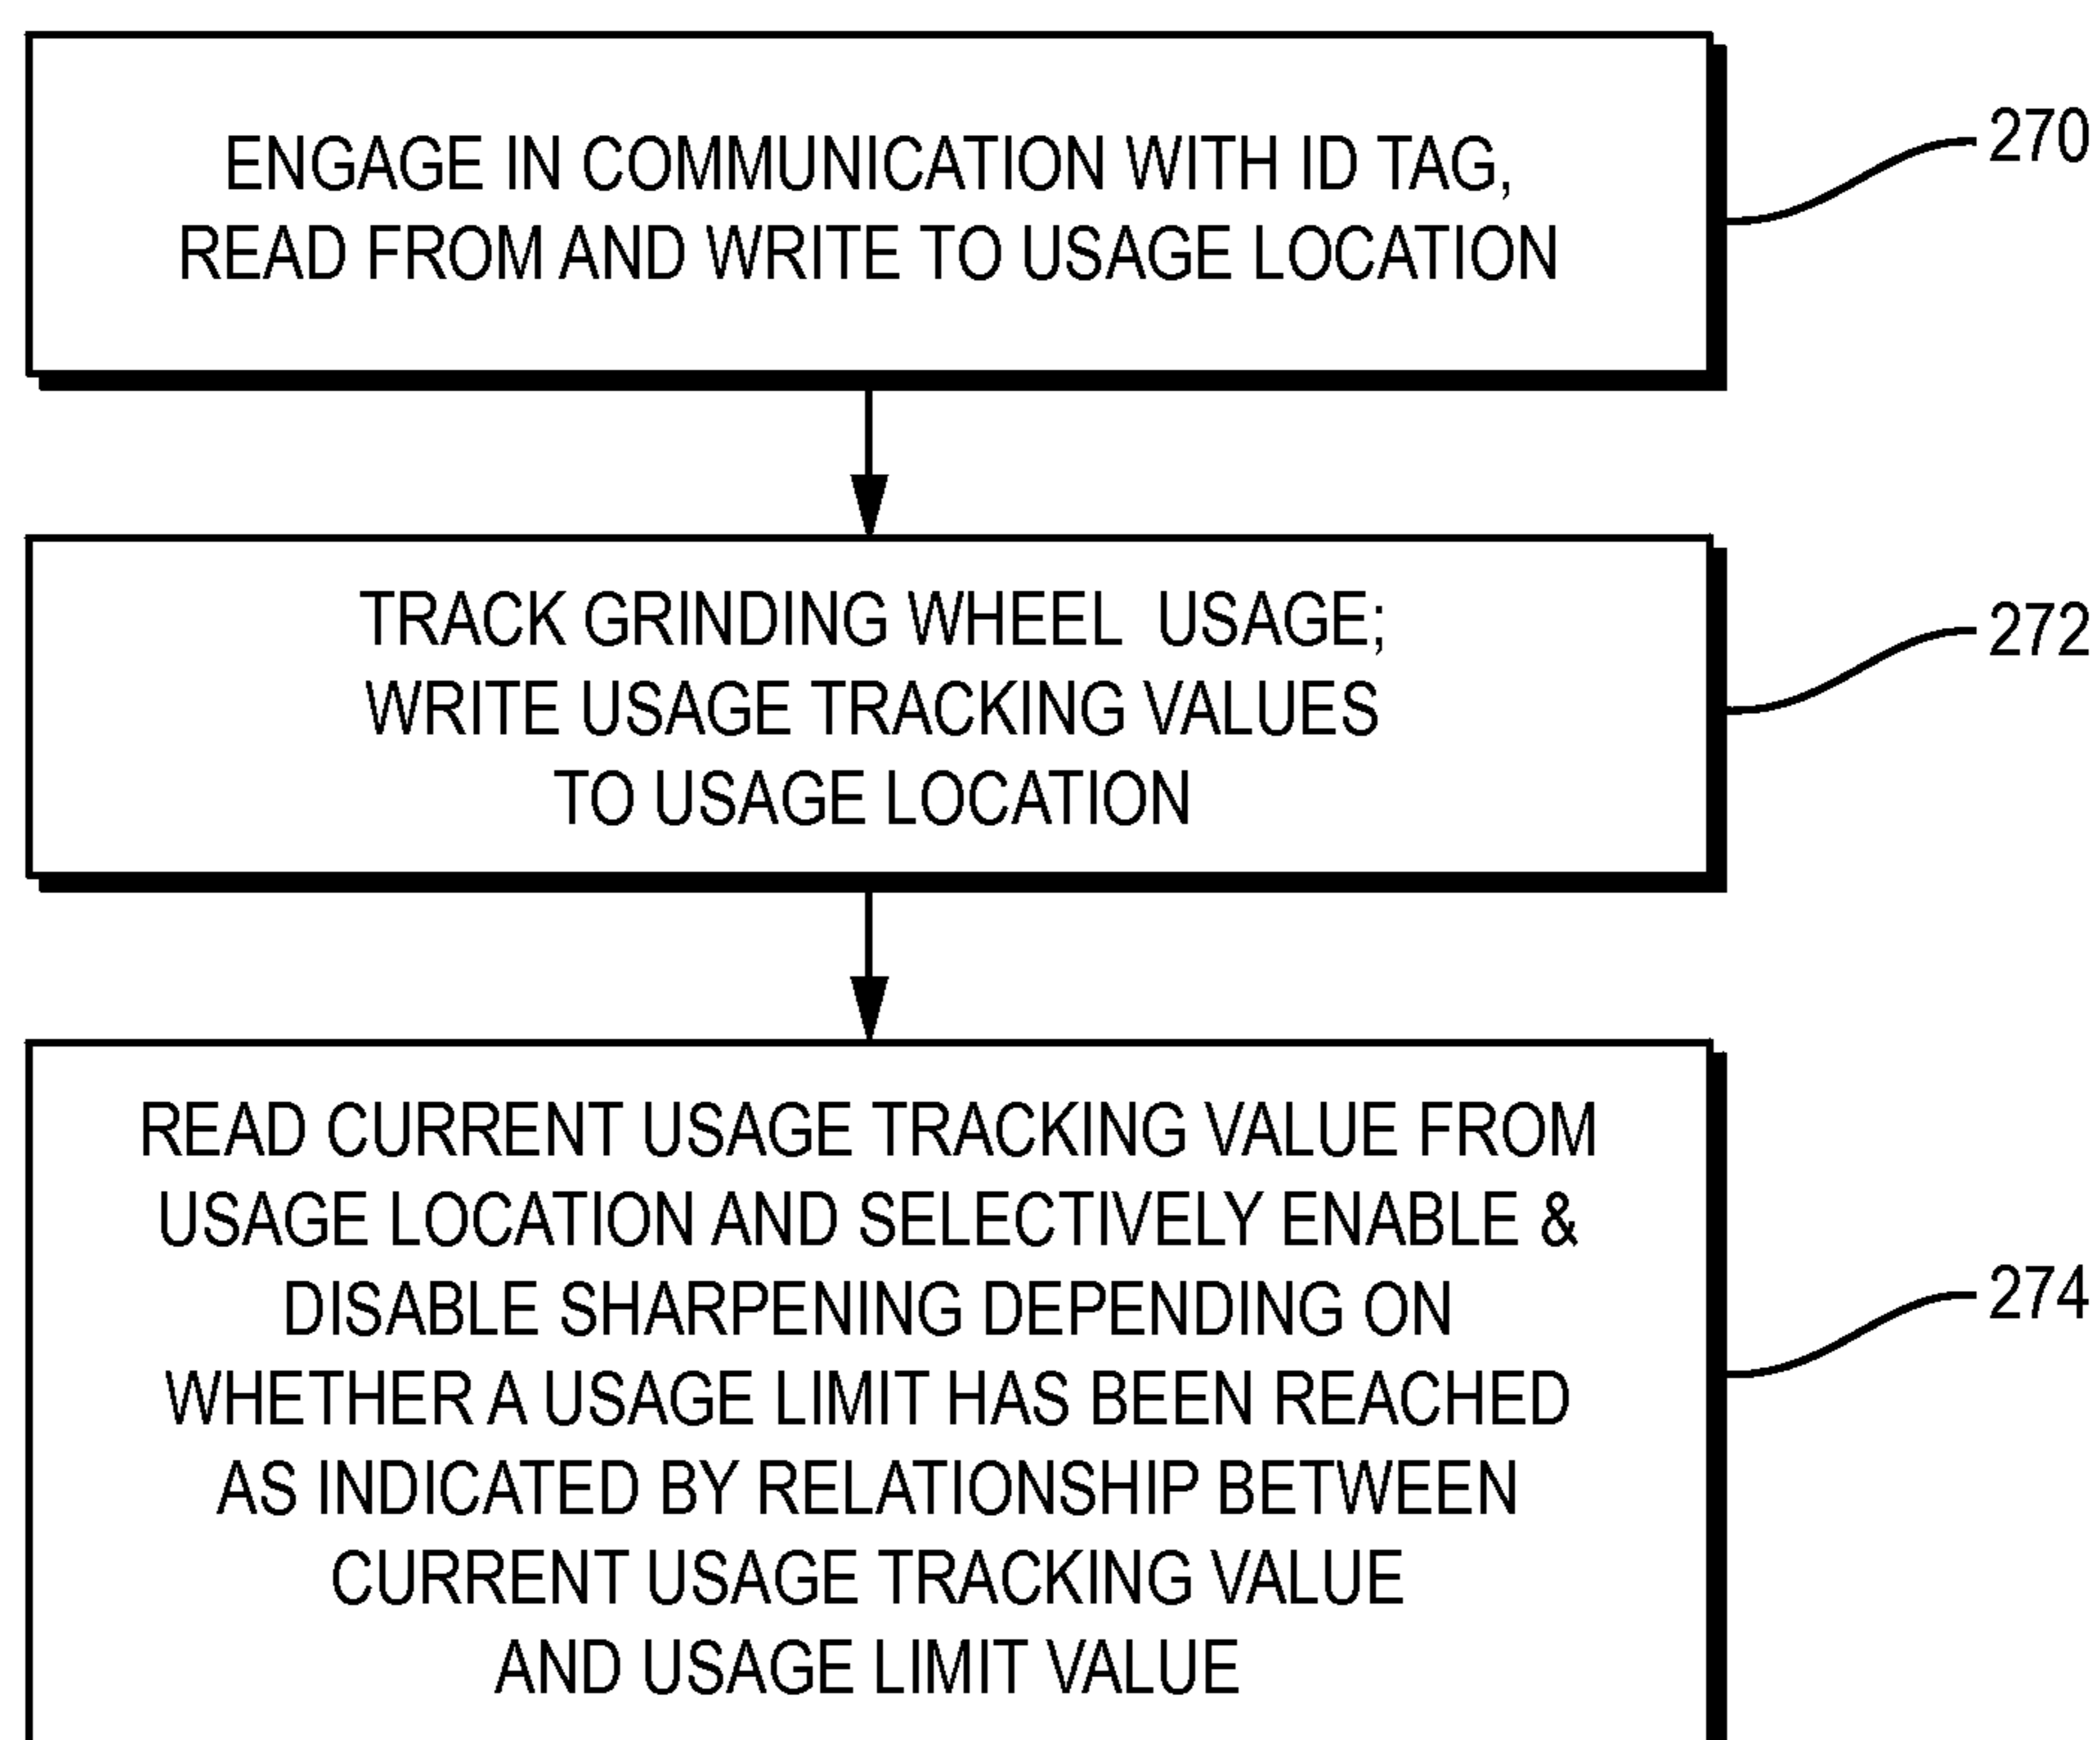 ENGAGE IN COMMUNICATION WITH ID TAG,
READ FROM AND WRITE TO USAGE LOCATION
270
TRACK GRINDING WHEEL USAGE;
WRITE USAGE TRACKING VALUES
TO USAGE LOCATION
272
READ CURRENT USAGE TRACKING VALUE FROM
USAGE LOCATION AND SELECTIVELY ENABLE &
DISABLE SHARPENING DEPENDING ON
WHETHER A USAGE LIMIT HAS BEEN REACHED
AS INDICATED BY RELATIONSHIP BETWEEN
CURRENT USAGE TRACKING VALUE
AND USAGE LIMIT VALUE
274